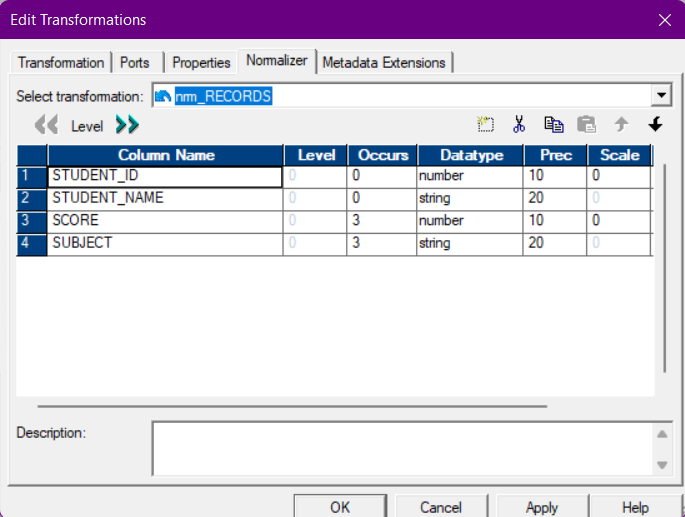 Edit Transformations
Transformation Ports Properties Normalizer Metadata Extensions
Select transformation: nrm_RECORDS
Level
Column Name Level Occurs Datatype Prec Scale
1 STUDENT_ID 0 0 number 10 0
2 STUDENT_NAME 0 0 string 20 0
3 SCORE 0 3 number 10 0
4 SUBJECT 0 3 string 20 0
Description:
OK Cancel Apply Help